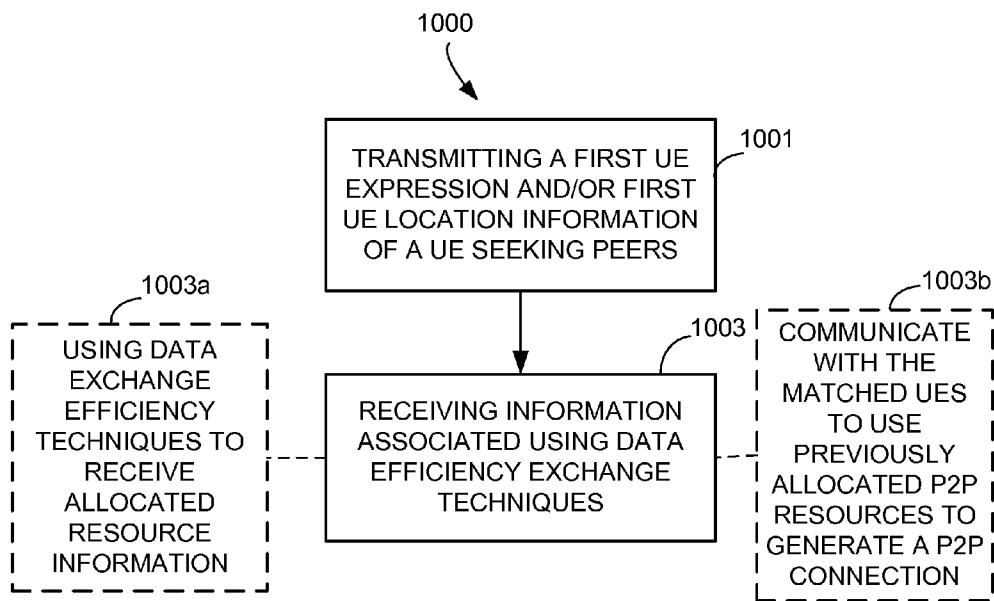 1000
1001
TRANSMITTING A FIRST UE
EXPRESSION AND/OR FIRST
UE LOCATION INFORMATION
OF A UE SEEKING PEERS
1003a
USING DATA
EXCHANGE
EFFICIENCY
TECHNIQUES TO
RECEIVE
ALLOCATED
RESOURCE
INFORMATION
1003
RECEIVING INFORMATION
ASSOCIATED USING DATA
EFFICIENCY EXCHANGE
TECHNIQUES
1003b
COMMUNICATE
WITH THE
MATCHED UES
TO USE
PREVIOUSLY
ALLOCATED P2P
RESOURCES TO
GENERATE A P2P
CONNECTION